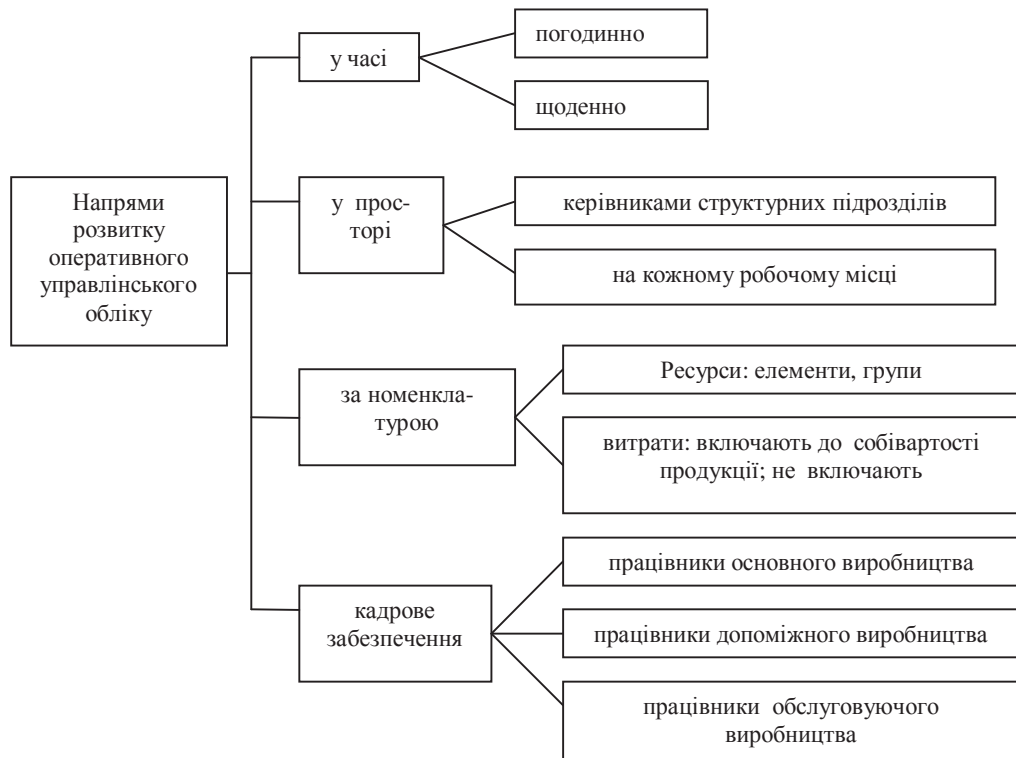 Напрями
розвитку
оперативного
управлінського
обліку
у часі
погодинно
щоденно
у прос-
торі
керівниками структурних підрозділів
на кожному робочому місці
за номенкла-
турою
Ресурси: елементи, групи
витрати: включають до собівартості
продукції; не включають
кадрове
забезпечення
працівники основного виробництва
працівники допоміжного виробництва
працівники обслуговуючого
виробництва